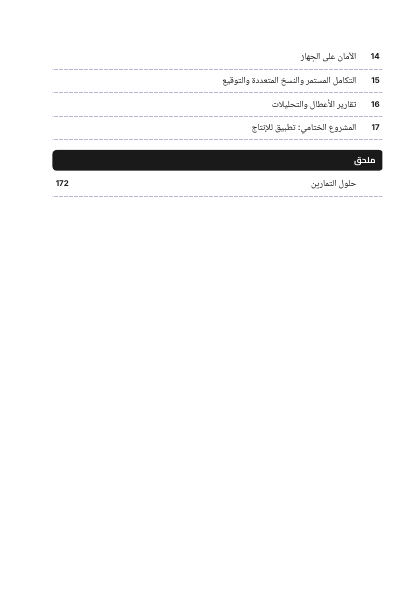 14 الأمان على الجهاز
15 التكامل المستمر والنسخ المتعددة والتوقيع
16 تقارير الأعطال والتحليلات
17 المشروع الختامي: تطبيق للإنتاج
ملحق
حلول التمارين 172